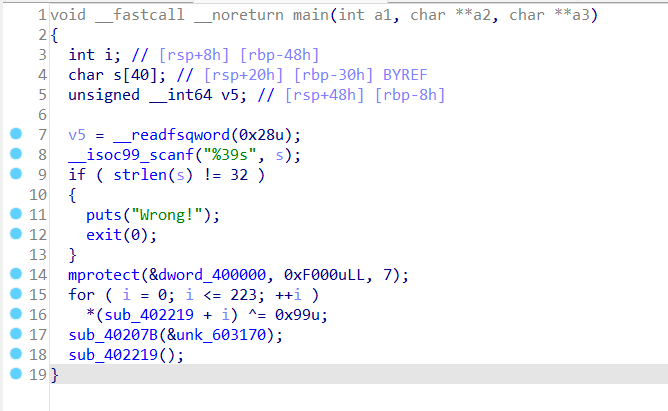 1 void __fastcall __noreturn main(int a1, char **a2, char **a3)
2 {
3   int i; // [rsp+8h] [rbp-48h]
4   char s[40]; // [rsp+20h] [rbp-30h] BYREF
5   unsigned __int64 v5; // [rsp+48h] [rbp-8h]
6
7   v5 = __readfsqword(0x28u);
8   __isoc99_scanf("%39s", s);
9   if ( strlen(s) != 32 )
10   {
11     puts("Wrong!");
12     exit(0);
13   }
14   mprotect(&dword_400000, 0xF000uLL, 7);
15   for ( i = 0; i <= 223; ++i )
16     *(sub_402219 + i) ^= 0x99u;
17   sub_40207B(&unk_603170);
18   sub_402219();
19 }